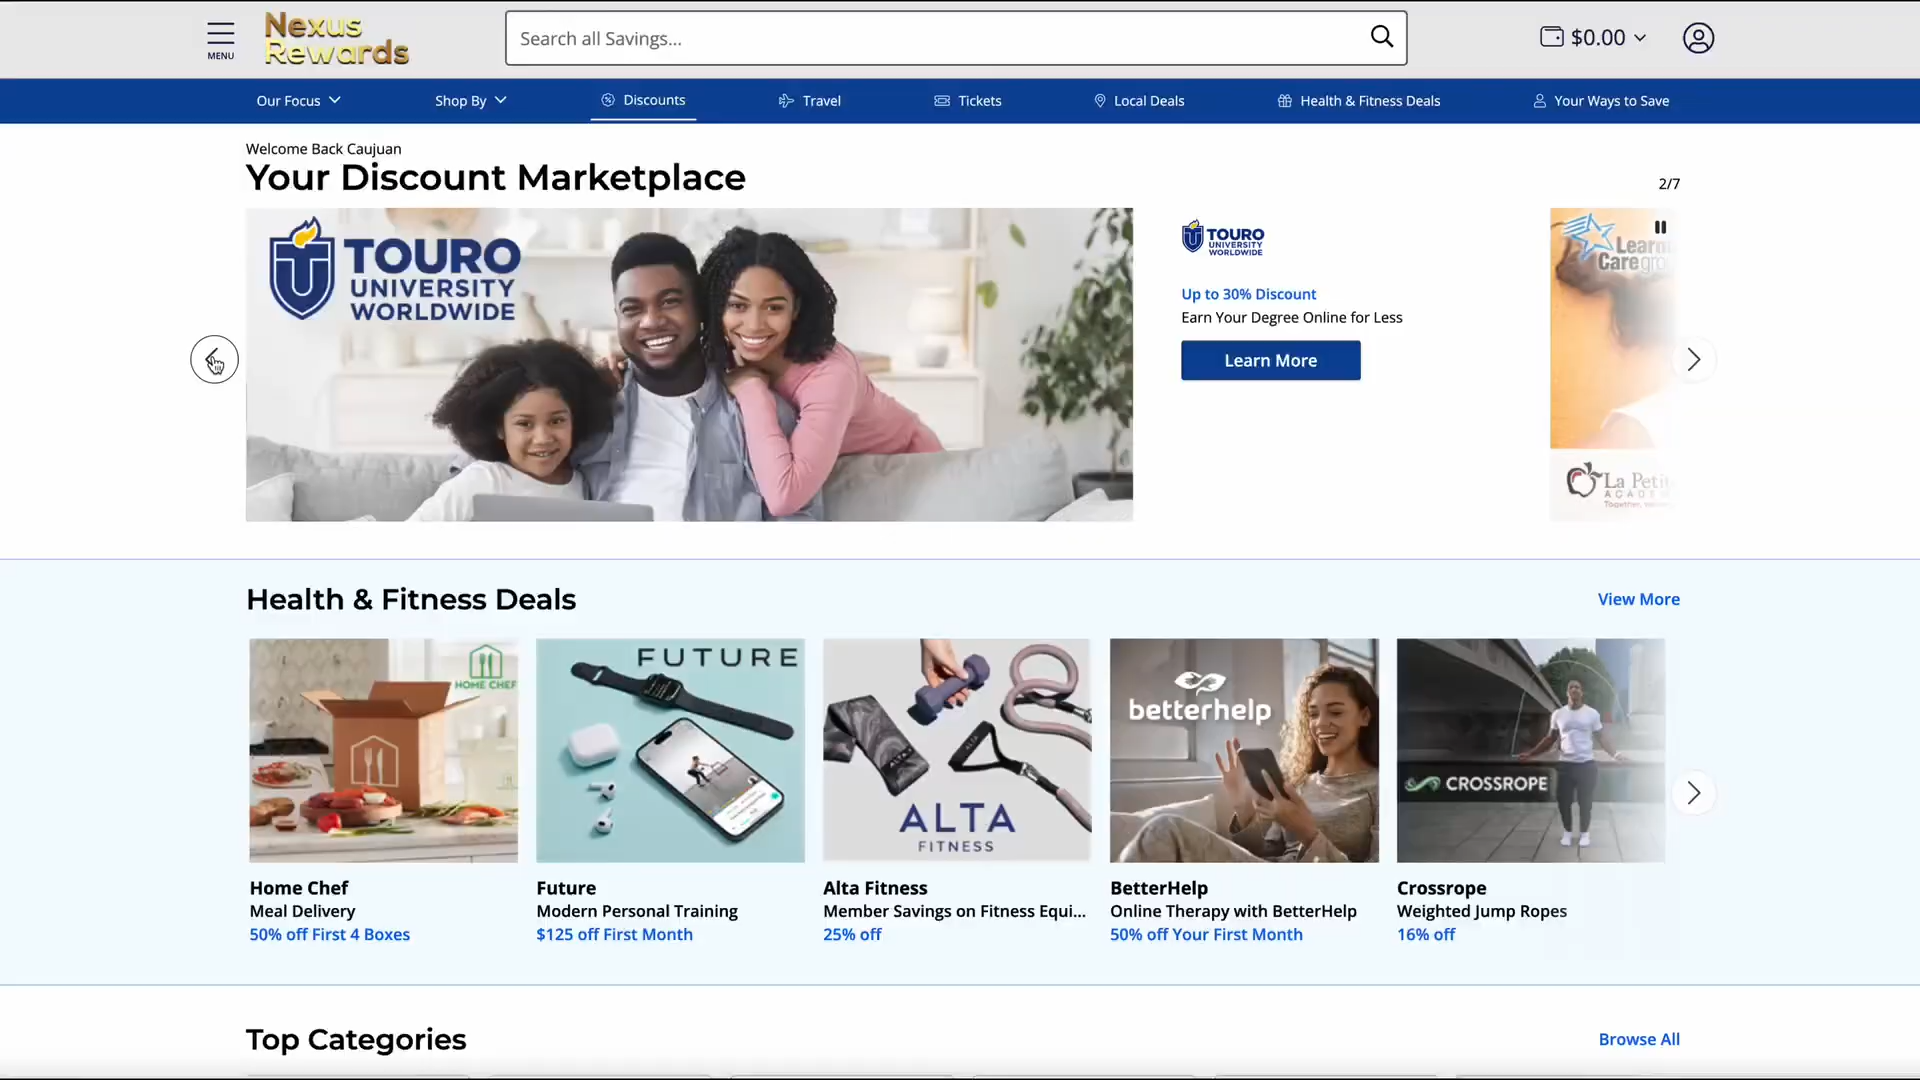 MENU
Nexus
Rewards
Search all Savings...
$0.00
Our Focus
Shop By
Discounts
Travel
Tickets
Local Deals
Health & Fitness Deals
Your Ways to Save
Welcome Back Caujuan
Your Discount Marketplace
2/7
TOURO
UNIVERSITY
WORLDWIDE
TOURO
UNIVERSITY
WORLDWIDE
Up to 30% Discount
Earn Your Degree Online for Less
Learn More
Care
La
Health & Fitness Deals
View More
HOME CHEF
FUTURE
ALTA
ALTA
FITNESS
betterhelp
CROSSROPE
Home Chef
Meal Delivery
50% off First 4 Boxes
Future
Modern Personal Training
$125 off First Month
Alta Fitness
Member Savings on Fitness Equi...
25% off
BetterHelp
Online Therapy with BetterHelp
50% off Your First Month
Crossrope
Weighted Jump Ropes
16% off
Top Categories
Browse All